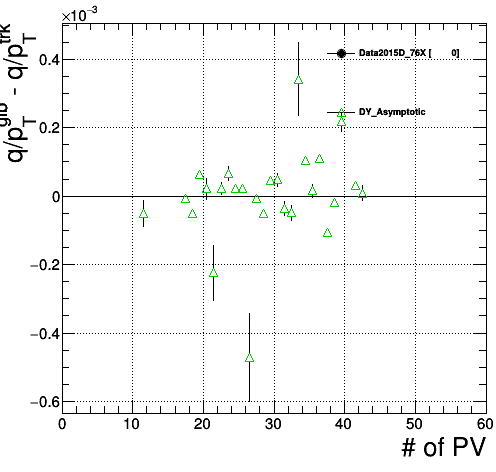 ×10⁻³
q/p_T^glb - q/p_T^trk
0.4
0.2
0
−0.2
−0.4
−0.6
Data2015D_76X [ 0]
DY_Asymptotic
0 10 20 30 40 50 60
# of PV